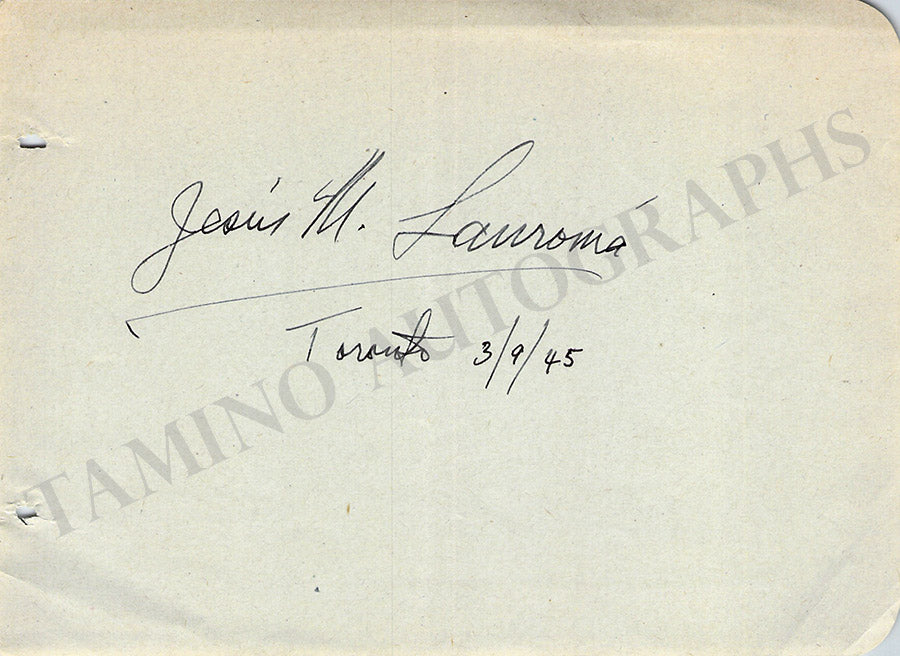 Jesús M. Sanromá
Toronto 3/9/45
TAMINO AUTOGRAPHS